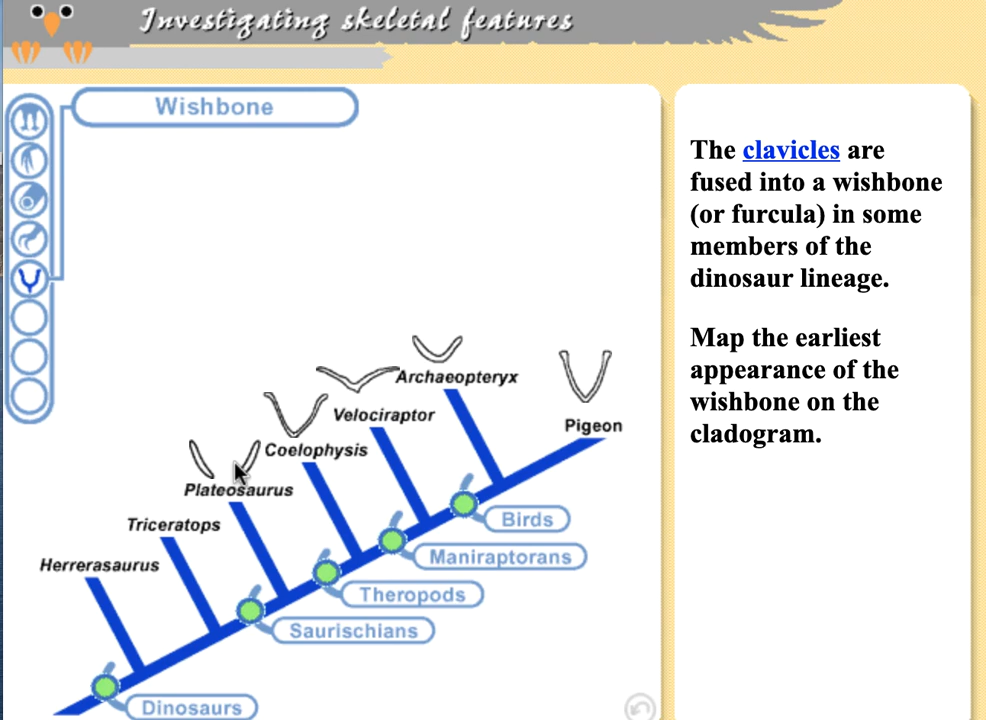 Investigating skeletal features
Wishbone
The clavicles are
fused into a wishbone
(or furcula) in some
members of the
dinosaur lineage.
Map the earliest
appearance of the
wishbone on the
cladogram.
Archaeopteryx
Velociraptor
Pigeon
Coelophysis
Plateosaurus
Triceratops
Herrerasaurus
Birds
Maniraptorans
Theropods
Saurischians
Dinosaurs